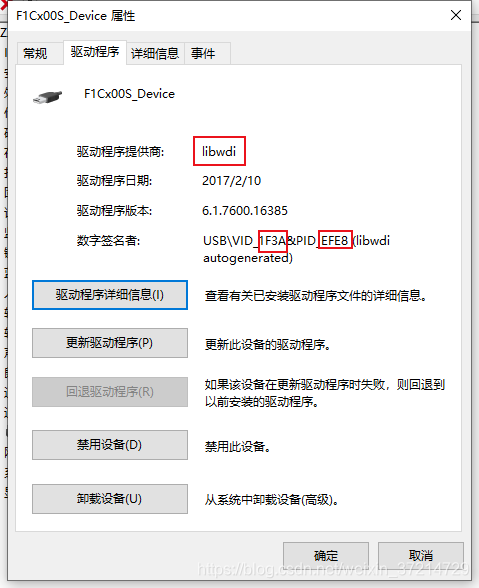 F1Cx00S_Device 属性
常规
驱动程序
详细信息
事件
F1Cx00S_Device
驱动程序提供商:
libwdi
驱动程序日期:
2017/2/10
驱动程序版本:
6.1.7600.16385
数字签名者:
USB\VID_1F3A&PID_EFE8 (libwdi
autogenerated)
驱动程序详细信息(I)
查看有关已安装驱动程序文件的详细信息。
更新驱动程序(P)
更新此设备的驱动程序。
回退驱动程序(R)
如果该设备在更新驱动程序时失败，则回退到
以前安装的驱动程序。
禁用设备(D)
禁用此设备。
卸载设备(U)
从系统中卸载设备(高级)。
确定
取消
https://blog.csdn.net/weixin_37214729